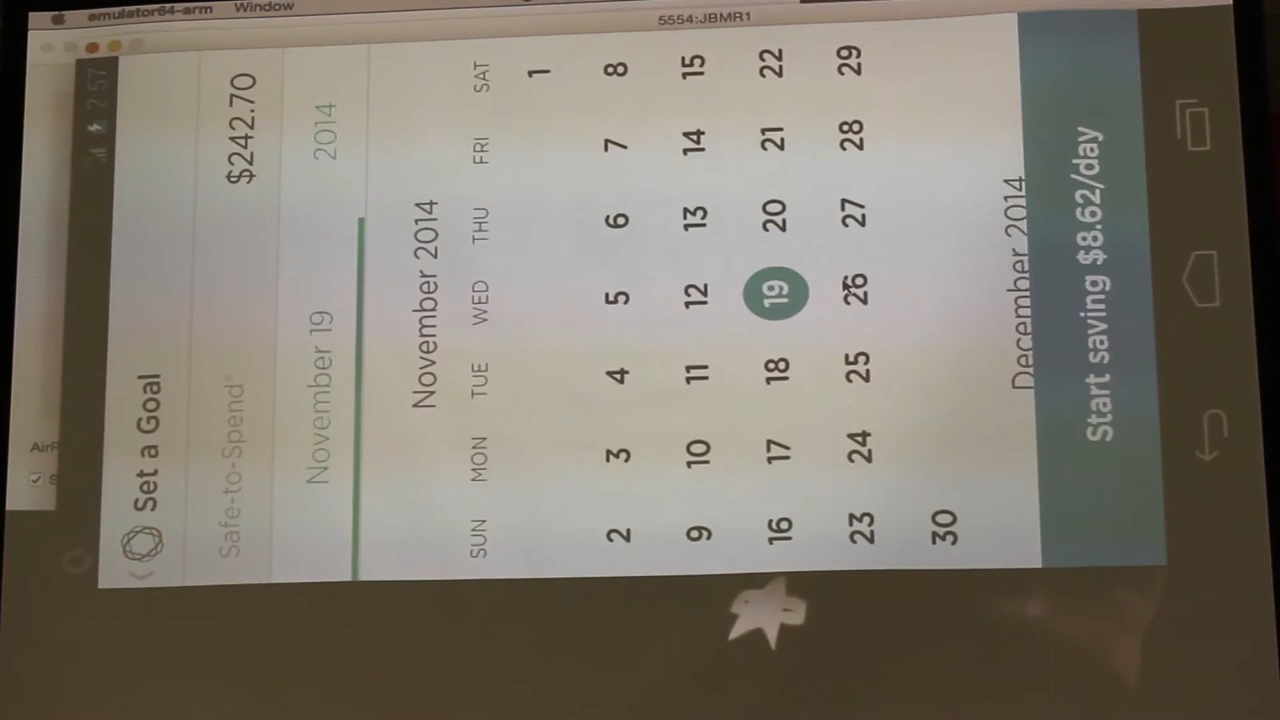 emulator64-arm Window
5554:JBMR1
2:57
Set a Goal
Safe-to-Spend® $242.70
November 19 2014
November 2014
SUN MON TUE WED THU FRI SAT
1
2 3 4 5 6 7 8
9 10 11 12 13 14 15
16 17 18 19 20 21 22
23 24 25 26 27 28 29
30
December 2014
Start saving $8.62/day